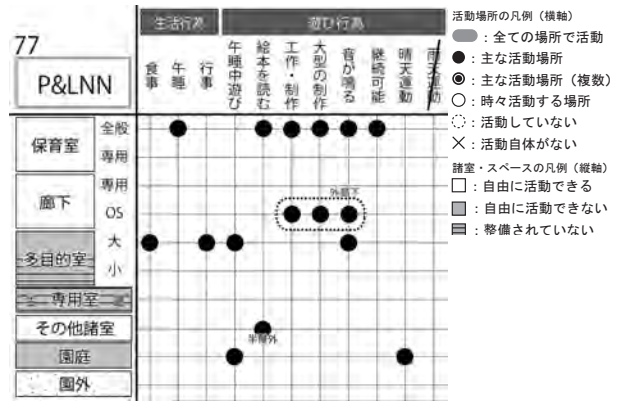 77
P&LNN
生活行為
遊び行為
食事
午睡
行事
午睡中遊び
絵本を読む
工作・制作
大型の制作
音が鳴る
継続可能
晴天運動
雨天運動
保育室
全般
専用
廊下
専用
OS
外廊下
多目的室
大
小
専用室
その他諸室
半屋外
園庭
園外
活動場所の凡例（横軸）
：全ての場所で活動
：主な活動場所
：主な活動場所（複数）
：時々活動する場所
：活動していない
：活動自体がない
諸室・スペースの凡例（縦軸）
：自由に活動できる
：自由に活動できない
：整備されていない